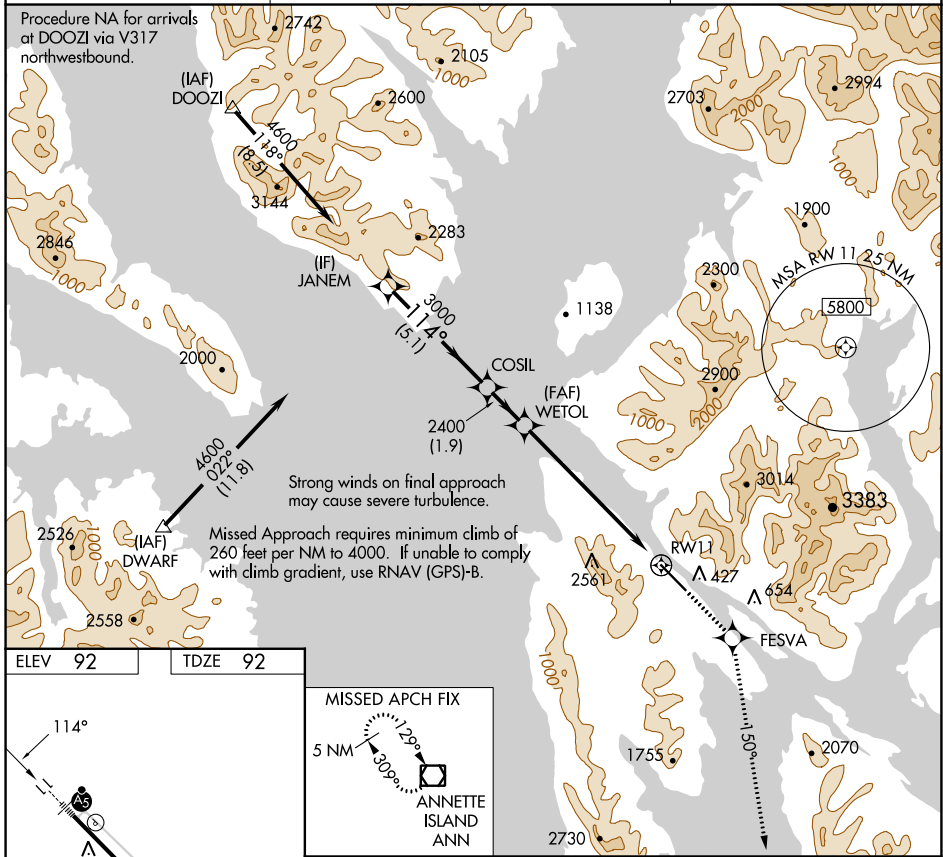 Procedure NA for arrivals
at DOOZI via V317
northwestbound.
2742
2105
1000
(IAF)
DOOZI
2600
2703
2000
2994
1000
4600
118°
(8.5)
3144
2283
1900
2846
1000
(IF)
JANEM
MSA RW 11 25 NM
5800
2300
3000
114°
(5.1)
1138
2000
COSIL
2900
(FAF)
WETOL
1000
2000
2400
(1.9)
4600
022°
(11.8)
Strong winds on final approach
may cause severe turbulence.
3014
3383
Missed Approach requires minimum climb of
260 feet per NM to 4000. If unable to comply
with climb gradient, use RNAV (GPS)-B.
2526
1000
(IAF)
DWARF
RW11
2561
427
654
2558
FESVA
ELEV 92
TDZE 92
1000
MISSED APCH FIX
114°
5 NM
129°
309°
150°
1755
2070
A5
P
ANNETTE
ISLAND
ANN
2730